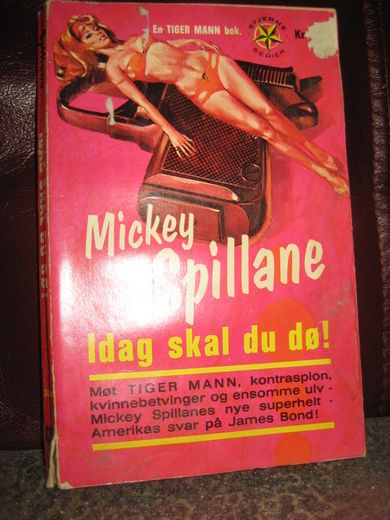 En TIGER MANN bok.
STJERNE
SERIEN
Kr.
Mickey
Spillane
Idag skal du dø!
Møt TIGER MANN, kontraspion,
kvinnebetvinger og ensomme ulv -
Mickey Spillanes nye superhelt -
Amerikas svar på James Bond!